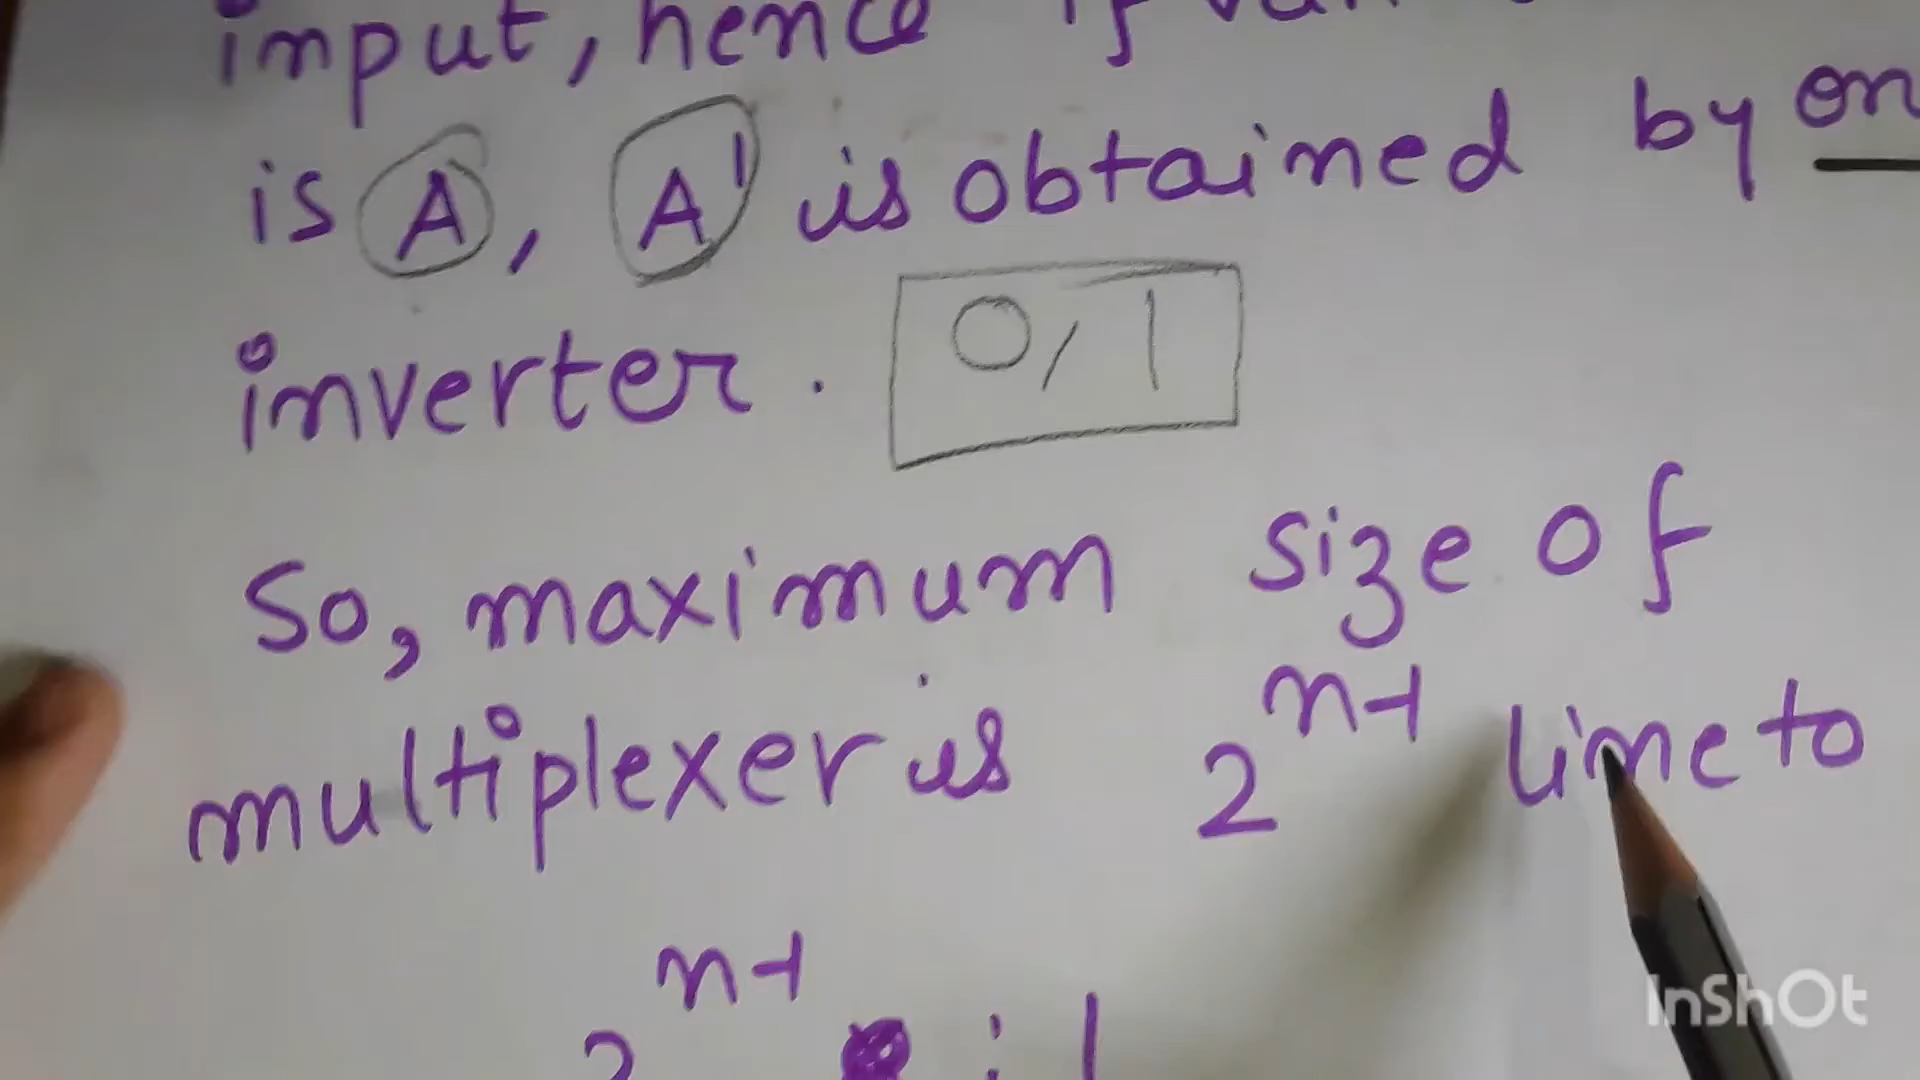 input, hence if
is A, A' is obtained by
inverter. 0, 1
So, maximum size of
multiplexer is 2^n-1 line to
2^n-1 : 1
InShOt